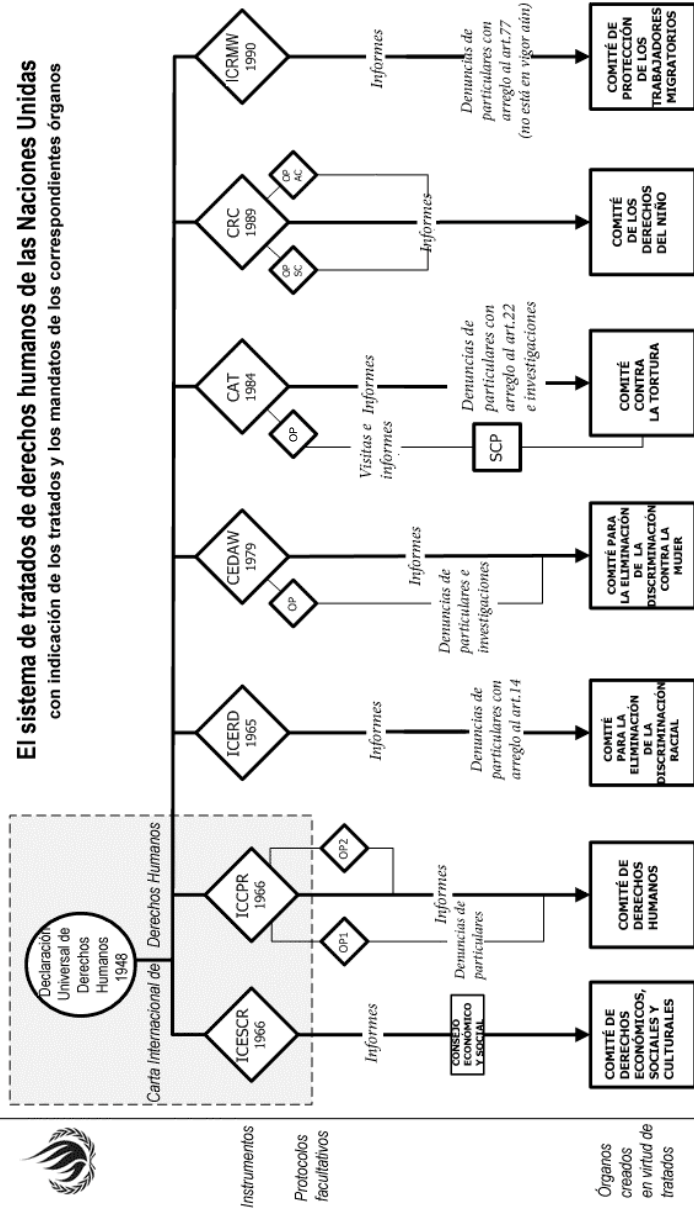 El sistema de tratados de derechos humanos de las Naciones Unidas
con indicación de los tratados y los mandatos de los correspondientes órganos
Declaración
Universal de
Derechos
Humanos
1948
Carta Internacional de Derechos Humanos
Instrumentos
ICESCR
1966
ICCPR
1966
ICERD
1965
CEDAW
1979
CAT
1984
CRC
1989
ICRMW
1990
Protocolos
facultativos
OP1
OP2
OP
OP
OP
SC
OP
AC
Informes
CONSEJO
ECONÓMICO
Y SOCIAL
Informes
Denuncias de
particulares
Informes
Denuncias de
particulares con
arreglo al art.14
Informes
Denuncias de
particulares e
investigaciones
Visitas e
informes
Informes
SCP
Denuncias de
particulares con
arreglo al art.22
e investigaciones
Informes
Informes
Denuncias de
particulares con
arreglo al art.77
(no está en vigor aún)
Órganos
creados
en virtud de
tratados
COMITÉ DE
DERECHOS
ECONÓMICOS,
SOCIALES Y
CULTURALES
COMITÉ DE
DERECHOS
HUMANOS
COMITÉ
PARA LA
ELIMINACIÓN
DE LA
DISCRIMINACIÓN
RACIAL
COMITÉ PARA
LA ELIMINACIÓN
DE LA
DISCRIMINACIÓN
CONTRA LA
MUJER
COMITÉ
CONTRA
LA TORTURA
COMITÉ
DE LOS
DERECHOS
DEL NIÑO
COMITÉ DE
PROTECCIÓN
DE LOS
TRABAJADORES
MIGRATORIOS